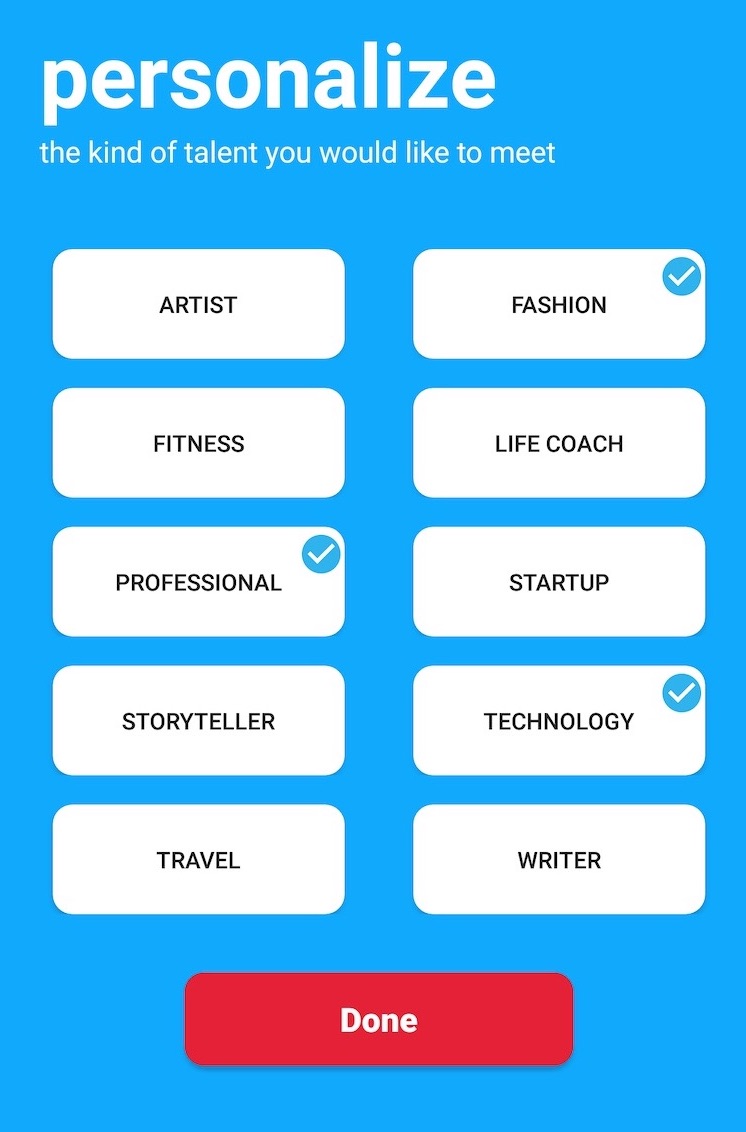 personalize
the kind of talent you would like to meet
ARTIST
FASHION
FITNESS
LIFE COACH
PROFESSIONAL
STARTUP
STORYTELLER
TECHNOLOGY
TRAVEL
WRITER
Done